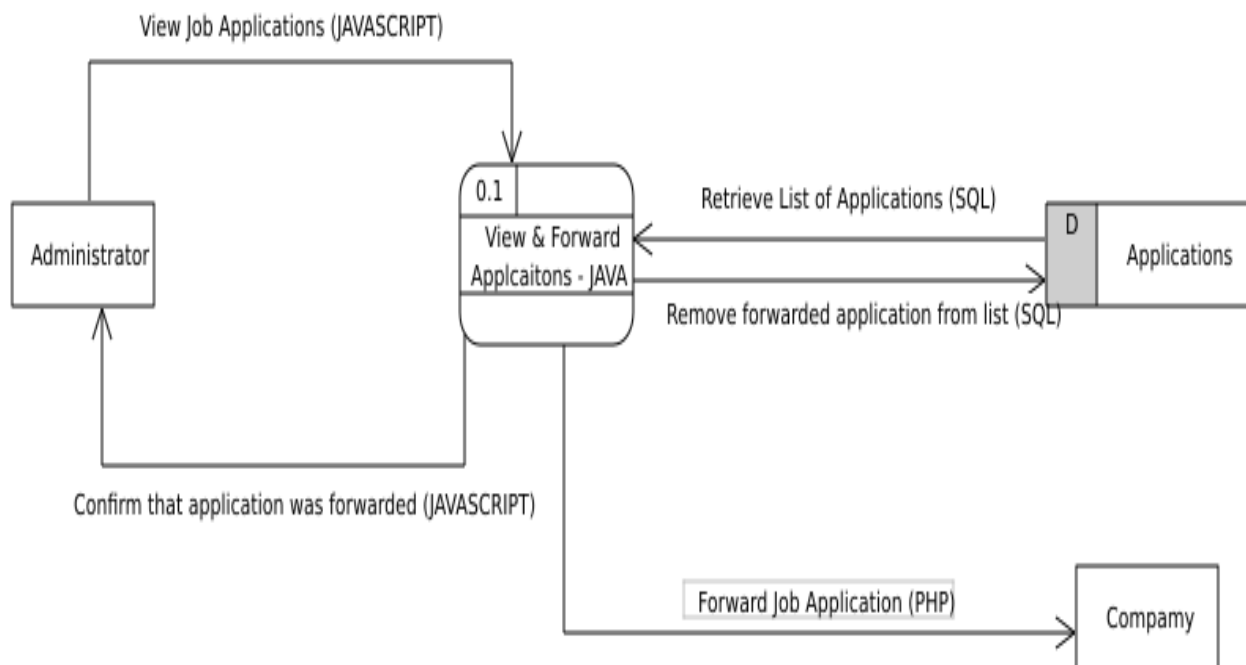 View Job Applications (JAVASCRIPT)
0.1
View & Forward
Applcaitons - JAVA
Administrator
Retrieve List of Applications (SQL)
D
Applications
Remove forwarded application from list (SQL)
Confirm that application was forwarded (JAVASCRIPT)
Forward Job Application (PHP)
Compamy